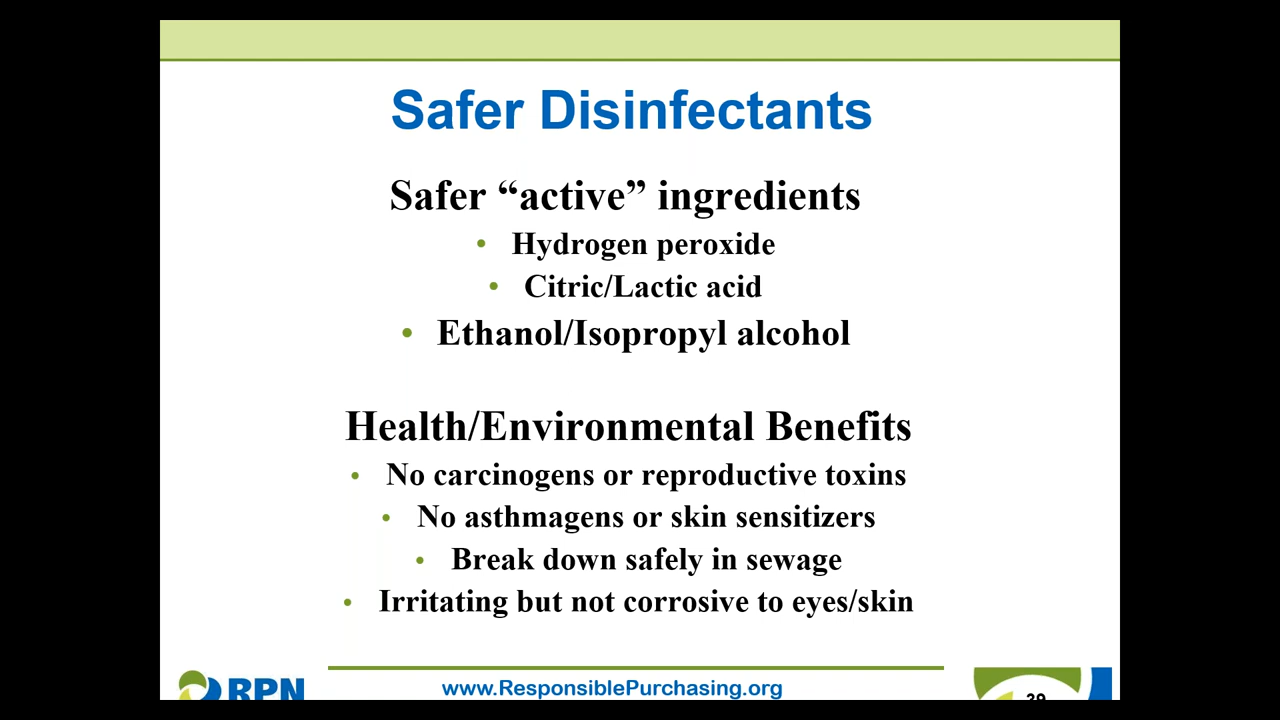 Safer Disinfectants
Safer “active” ingredients
• Hydrogen peroxide
• Citric/Lactic acid
• Ethanol/Isopropyl alcohol
Health/Environmental Benefits
• No carcinogens or reproductive toxins
• No asthmagens or skin sensitizers
• Break down safely in sewage
• Irritating but not corrosive to eyes/skin
RPN
www.ResponsiblePurchasing.org